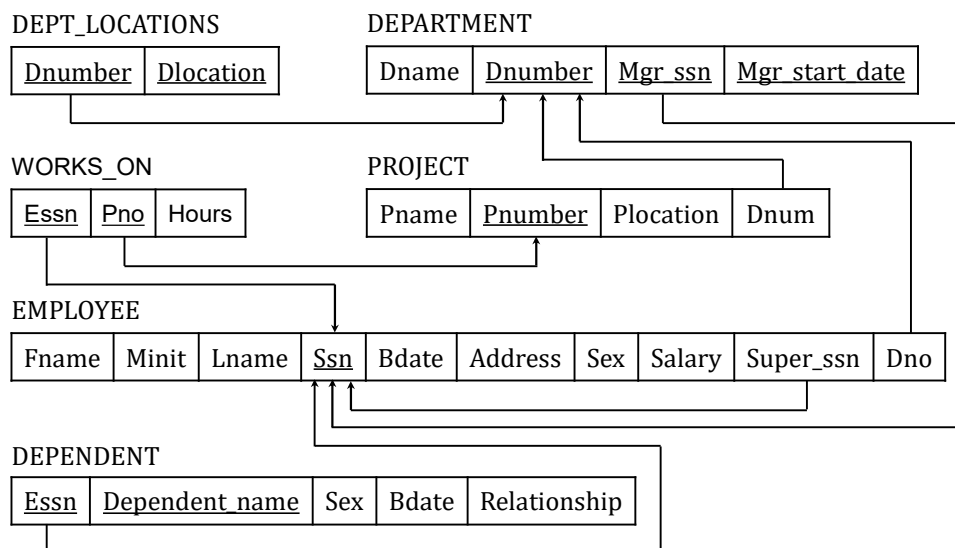 DEPT_LOCATIONS
Dnumber Dlocation
DEPARTMENT
Dname Dnumber Mgr_ssn Mgr_start_date
WORKS_ON
Essn Pno Hours
PROJECT
Pname Pnumber Plocation Dnum
EMPLOYEE
Fname Minit Lname Ssn Bdate Address Sex Salary Super_ssn Dno
DEPENDENT
Essn Dependent_name Sex Bdate Relationship